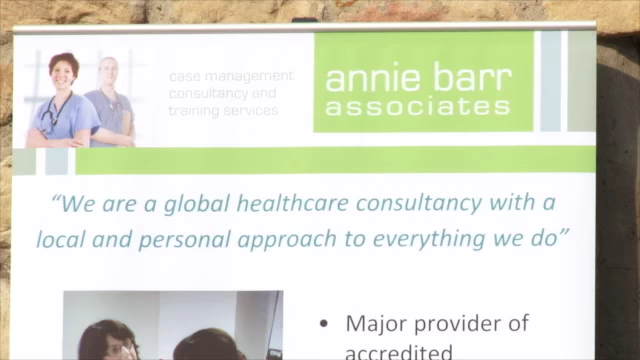 case management
consultancy and
training services
annie barr
associates
“We are a global healthcare consultancy with a
local and personal approach to everything we do”
• Major provider of
accredited